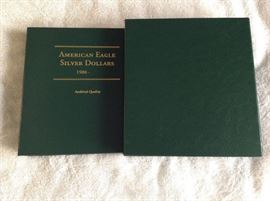 AMERICAN EAGLE
SILVER DOLLARS
1986 -
Archival Quality